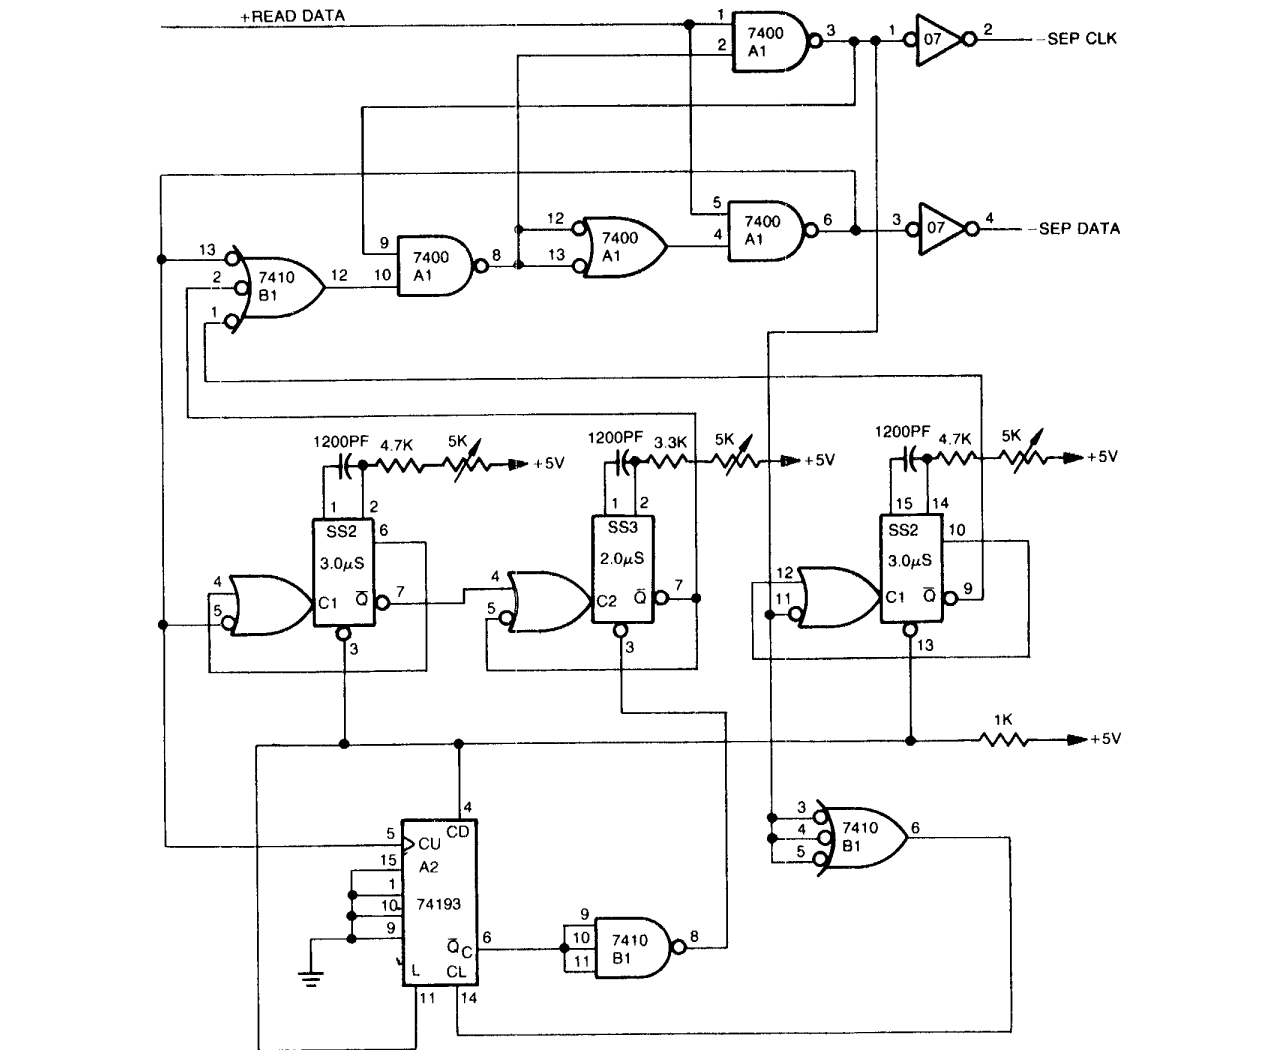 +READ DATA
1
2
7400
A1
3
1
07
2
–SEP CLK
5
4
7400
A1
6
3
07
4
–SEP DATA
12
13
7400
A1
9
10
7400
A1
8
13
2
1
7410
B1
12
1200PF
4.7K
5K
+5V
1
2
SS2
6
3.0µS
C1
Q̅
7
4
5
3
1200PF
3.3K
5K
+5V
1
2
SS3
2.0µS
C2
Q̅
7
4
5
3
1200PF
4.7K
5K
+5V
15
14
SS2
10
3.0µS
C1
Q̅
9
12
11
13
1K
+5V
4
5
CU
CD
15
A2
1
74193
10
9
Q̅C
6
L
CL
11
14
9
10
11
7410
B1
8
3
4
5
7410
B1
6